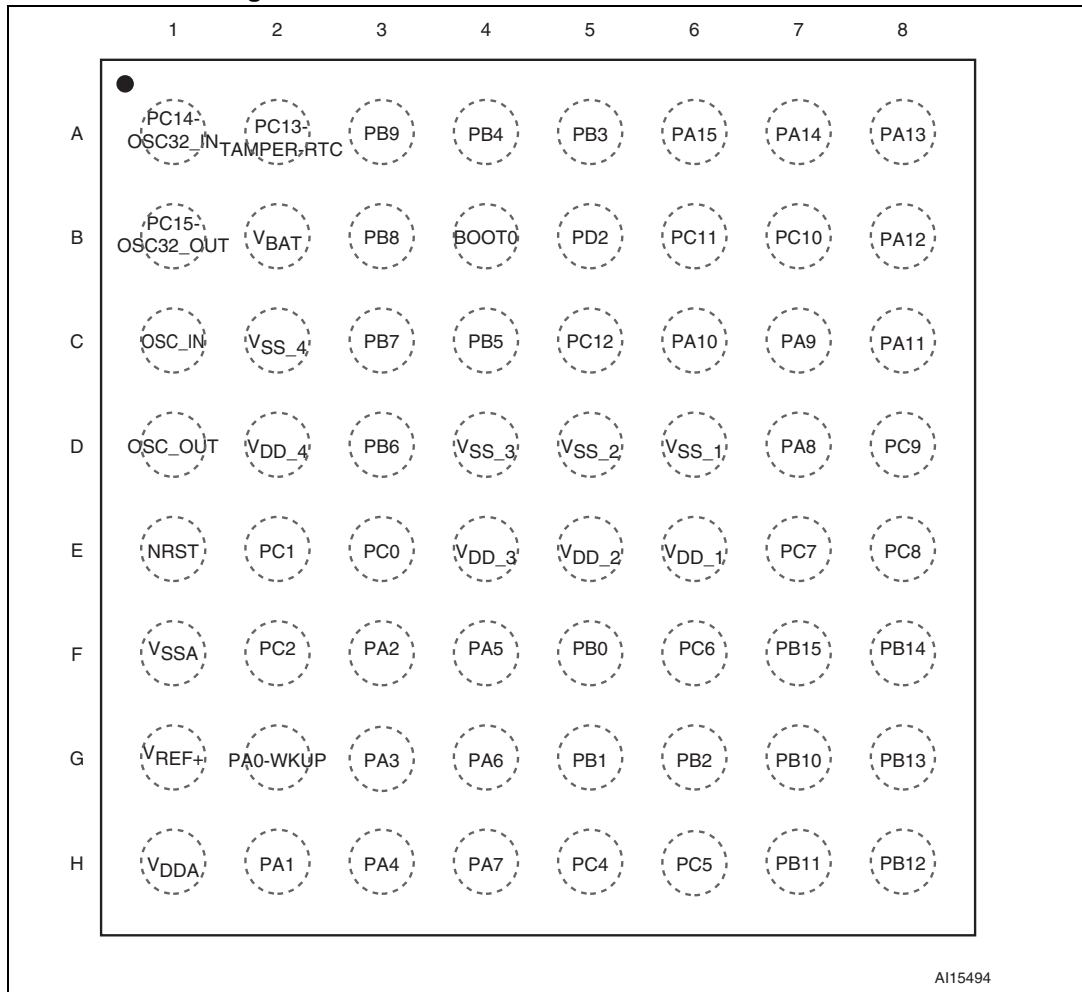 1 2 3 4 5 6 7 8
A PC14-OSC32_IN PC13-TAMPER-RTC PB9 PB4 PB3 PA15 PA14 PA13
B PC15-OSC32_OUT VBAT PB8 BOOT0 PD2 PC11 PC10 PA12
C OSC_IN VSS_4 PB7 PB5 PC12 PA10 PA9 PA11
D OSC_OUT VDD_4 PB6 VSS_3 VSS_2 VSS_1 PA8 PC9
E NRST PC1 PC0 VDD_3 VDD_2 VDD_1 PC7 PC8
F VSSA PC2 PA2 PA5 PB0 PC6 PB15 PB14
G VREF+ PA0-WKUP PA3 PA6 PB1 PB2 PB10 PB13
H VDDA PA1 PA4 PA7 PC4 PC5 PB11 PB12
AI15494